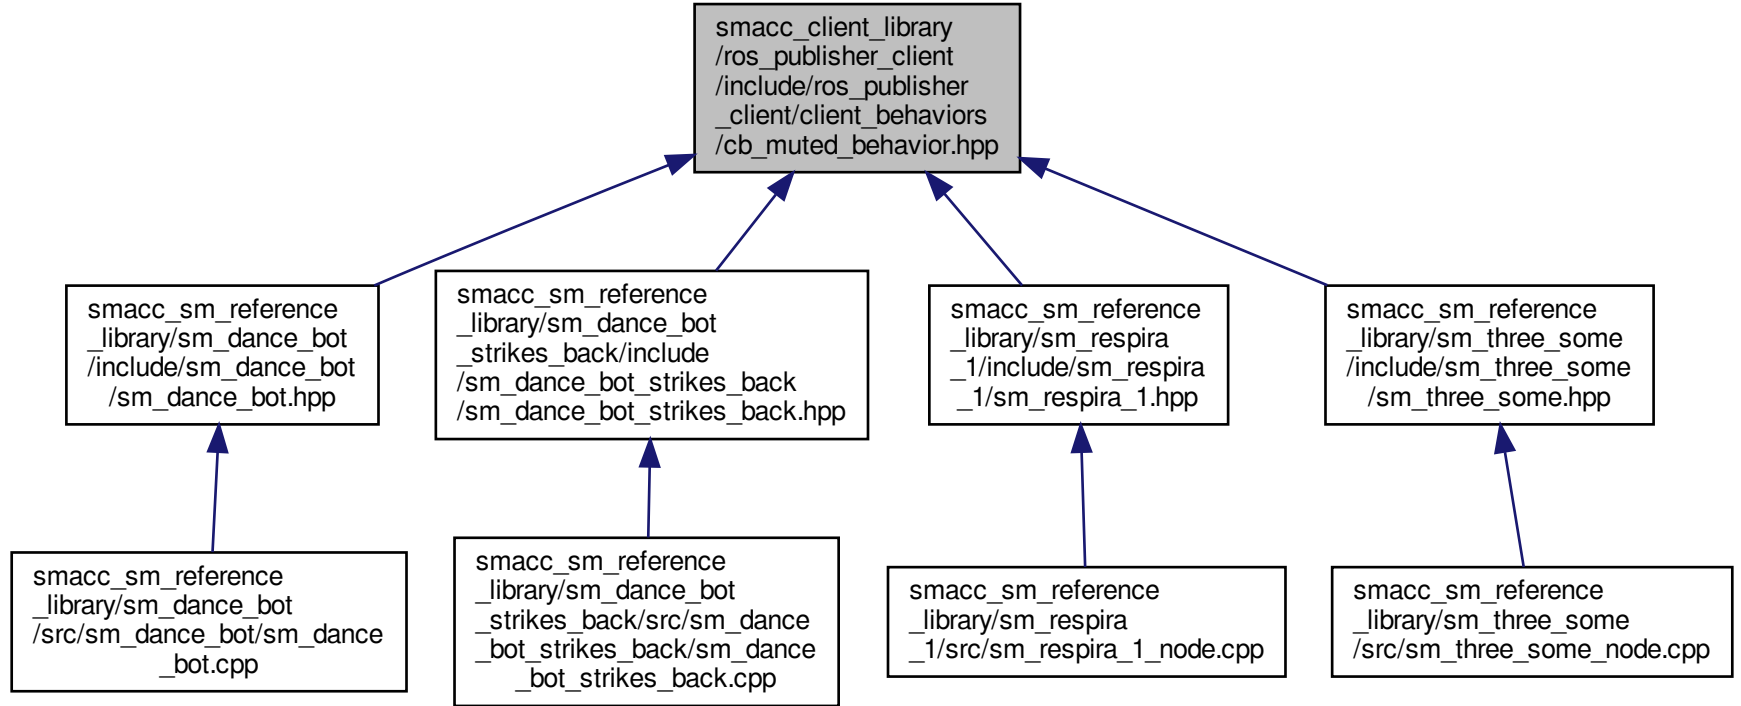 smacc_client_library
/ros_publisher_client
/include/ros_publisher
_client/client_behaviors
/cb_muted_behavior.hpp
smacc_sm_reference
_library/sm_dance_bot
/include/sm_dance_bot
/sm_dance_bot.hpp
smacc_sm_reference
_library/sm_dance_bot
_strikes_back/include
/sm_dance_bot_strikes_back
/sm_dance_bot_strikes_back.hpp
smacc_sm_reference
_library/sm_respira
_1/include/sm_respira
_1/sm_respira_1.hpp
smacc_sm_reference
_library/sm_three_some
/include/sm_three_some
/sm_three_some.hpp
smacc_sm_reference
_library/sm_dance_bot
/src/sm_dance_bot/sm_dance
_bot.cpp
smacc_sm_reference
_library/sm_dance_bot
_strikes_back/src/sm_dance
_bot_strikes_back/sm_dance
_bot_strikes_back.cpp
smacc_sm_reference
_library/sm_respira
_1/src/sm_respira_1_node.cpp
smacc_sm_reference
_library/sm_three_some
/src/sm_three_some_node.cpp